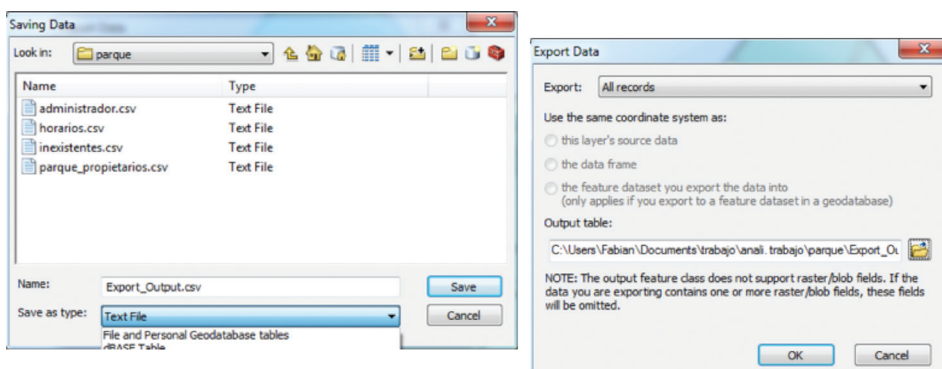 Saving Data
Look in: parque
Name Type
administrador.csv Text File
horarios.csv Text File
inexistentes.csv Text File
parque_propietarios.csv Text File
Name: Export_Output.csv Save
Save as type: Text File Cancel
File and Personal Geodatabase tables
dBASE Table
Export Data
Export: All records
Use the same coordinate system as:
this layer's source data
the data frame
the feature dataset you export the data into
(only applies if you export to a feature dataset in a geodatabase)
Output table:
C:\Users\Fabian\Documents\trabajo\anali.trabajo\parque\Export_Ou
NOTE: The output feature class does not support raster/blob fields. If the
data you are exporting contains one or more raster/blob fields, these fields
will be omitted.
OK Cancel